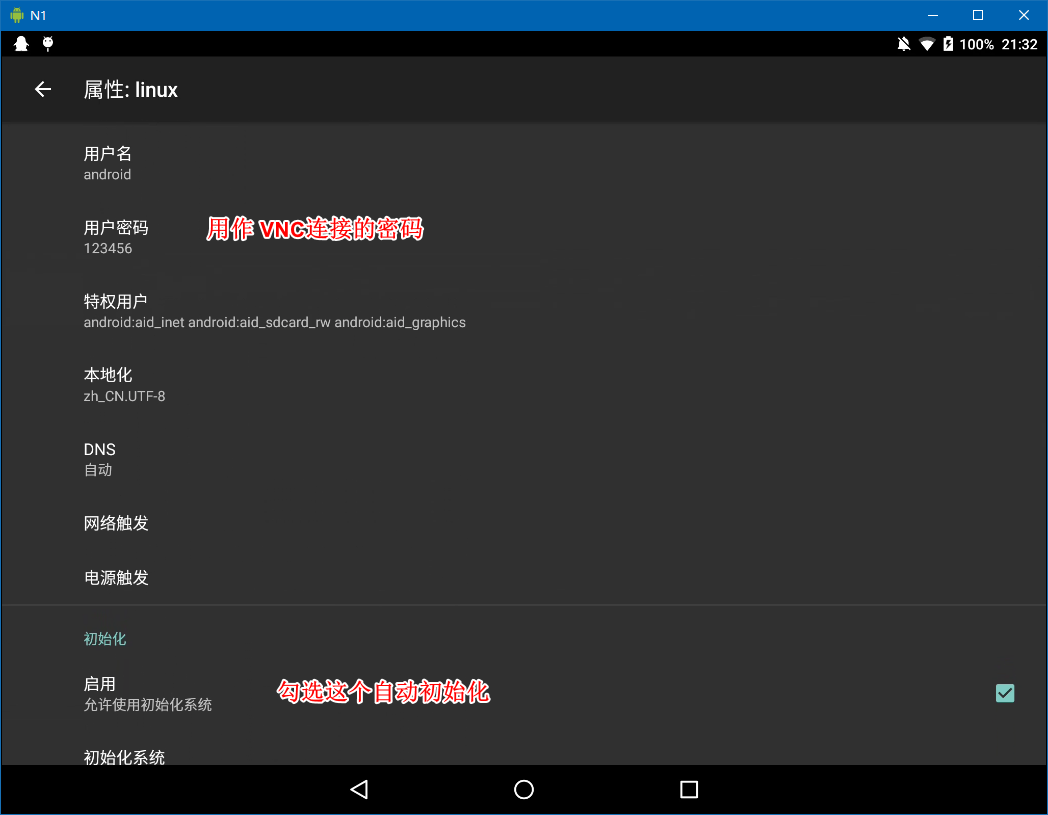 N1
100% 21:32
属性: linux
用户名
android
用户密码
用作 VNC连接的密码
123456
特权用户
android:aid_inet android:aid_sdcard_rw android:aid_graphics
本地化
zh_CN.UTF-8
DNS
自动
网络触发
电源触发
初始化
启用
勾选这个自动初始化
允许使用初始化系统
初始化系统